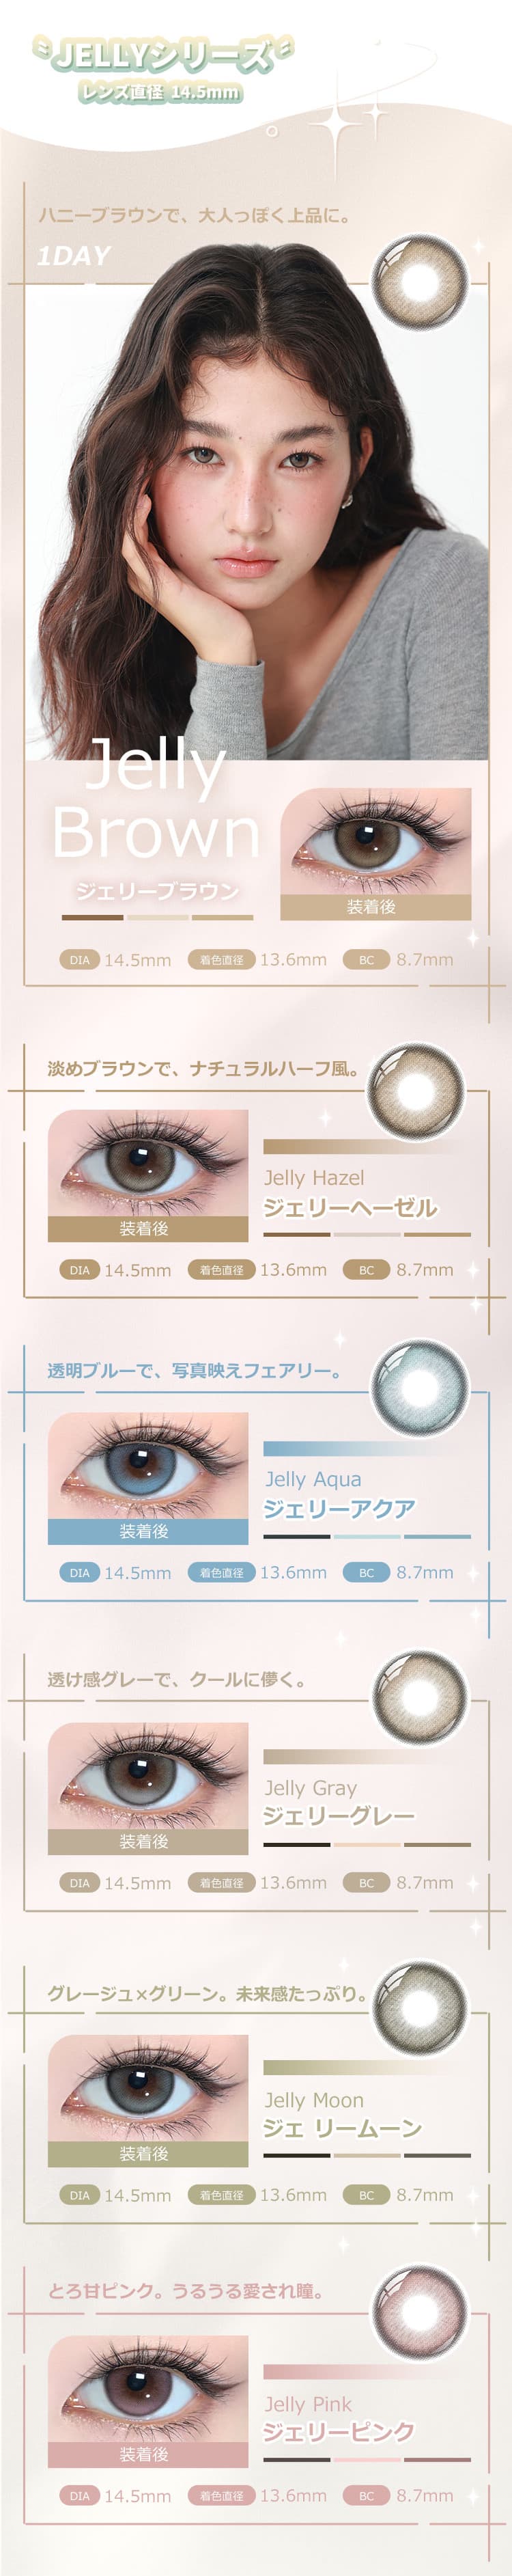 JELLYシリーズ
レンズ直径 14.5mm
ハニーブラウンで、大人っぽく上品に。
1DAY
Jelly
Brown
ジェリーブラウン
装着後
DIA 14.5mm 着色直径 13.6mm BC 8.7mm
淡めブラウンで、ナチュラルハーフ風。
Jelly Hazel
ジェリーヘーゼル
装着後
DIA 14.5mm 着色直径 13.6mm BC 8.7mm
透明ブルーで、写真映えフェアリー。
Jelly Aqua
ジェリーアクア
装着後
DIA 14.5mm 着色直径 13.6mm BC 8.7mm
透け感グレーで、クールに儚く。
Jelly Gray
ジェリーグレー
装着後
DIA 14.5mm 着色直径 13.6mm BC 8.7mm
グレージュ×グリーン。未来感たっぷり。
Jelly Moon
ジェ リームーン
装着後
DIA 14.5mm 着色直径 13.6mm BC 8.7mm
とろ甘ピンク。うるうる愛され瞳。
Jelly Pink
ジェリーピンク
装着後
DIA 14.5mm 着色直径 13.6mm BC 8.7mm